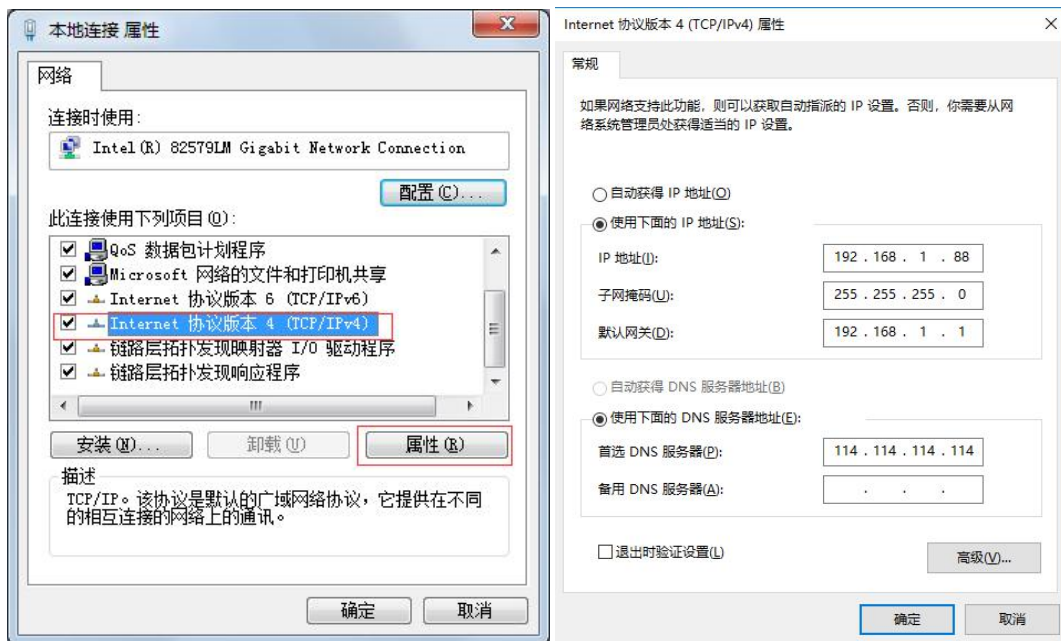 本地连接 属性
网络
连接时使用:
Intel(R) 82579LM Gigabit Network Connection
配置(C)...
此连接使用下列项目(O):
QoS 数据包计划程序
Microsoft 网络的文件和打印机共享
Internet 协议版本 6 (TCP/IPv6)
Internet 协议版本 4 (TCP/IPv4)
链路层拓扑发现映射器 I/O 驱动程序
链路层拓扑发现响应程序
安装(N)...
卸载(U)
属性(R)
描述
TCP/IP。该协议是默认的广域网络协议，它提供在不同
的相互连接的网络上的通讯。
确定
取消
Internet 协议版本 4 (TCP/IPv4) 属性
常规
如果网络支持此功能，则可以获取自动指派的 IP 设置。否则，你需要从网
络系统管理员处获得适当的 IP 设置。
自动获得 IP 地址(O)
使用下面的 IP 地址(S):
IP 地址(I):
192 . 168 . 1 . 88
子网掩码(U):
255 . 255 . 255 . 0
默认网关(D):
192 . 168 . 1 . 1
自动获得 DNS 服务器地址(B)
使用下面的 DNS 服务器地址(E):
首选 DNS 服务器(P):
114 . 114 . 114 . 114
备用 DNS 服务器(A):
. . .
退出时验证设置(L)
高级(V)...
确定
取消